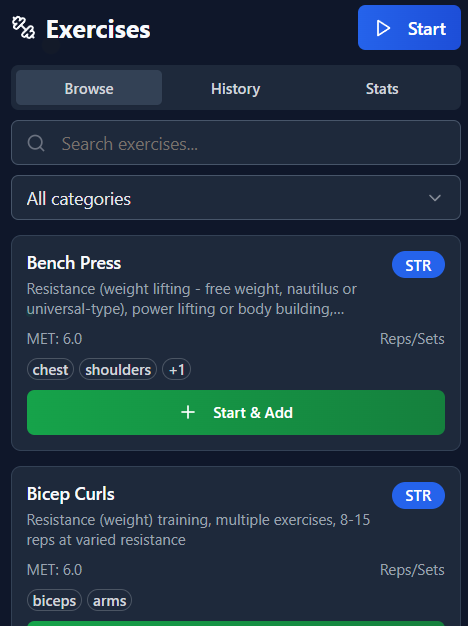 Exercises
Start
Browse
History
Stats
Search exercises...
All categories
Bench Press
STR
Resistance (weight lifting - free weight, nautilus or
universal-type), power lifting or body building,...
MET: 6.0
Reps/Sets
chest
shoulders
+1
Start & Add
Bicep Curls
STR
Resistance (weight) training, multiple exercises, 8-15
reps at varied resistance
MET: 6.0
Reps/Sets
biceps
arms